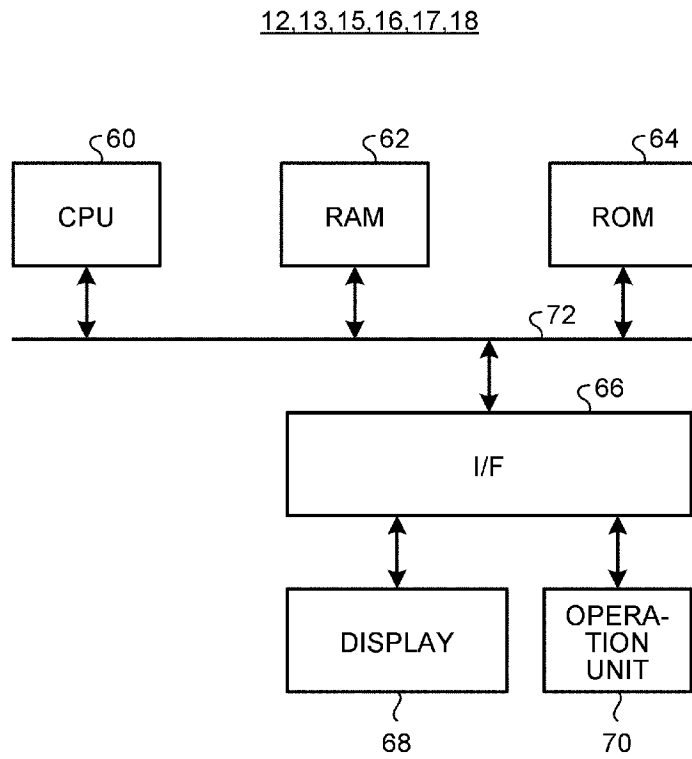 12,13,15,16,17,18
60
62
64
CPU
RAM
ROM
72
66
I/F
DISPLAY
OPERA-
TION
UNIT
68
70